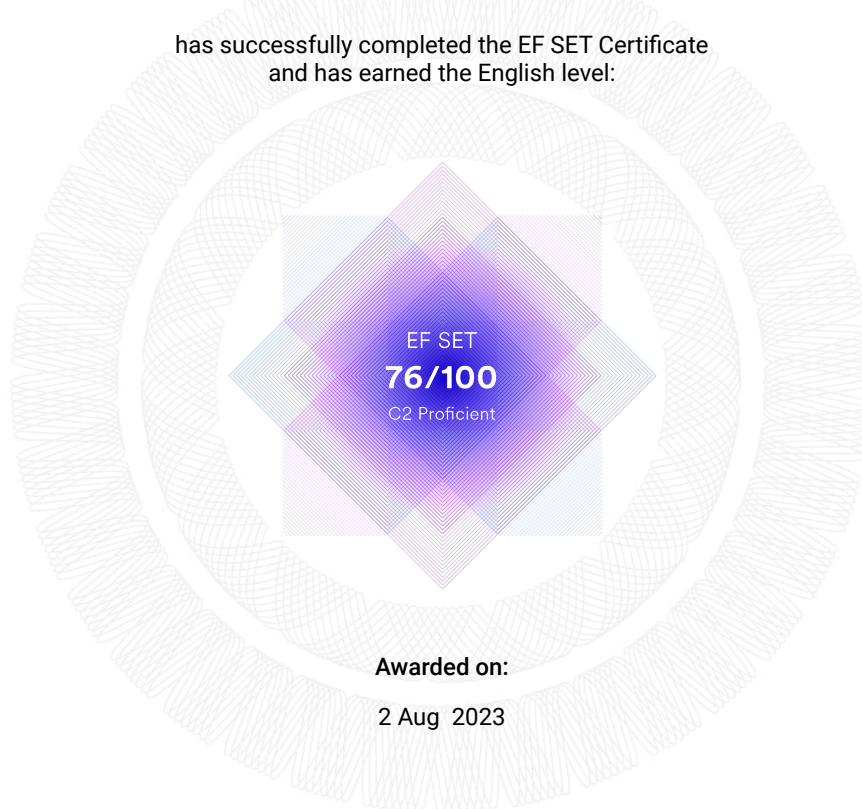 has successfully completed the EF SET Certificate
and has earned the English level:
EF SET
76/100
C2 Proficient
Awarded on:
2 Aug 2023